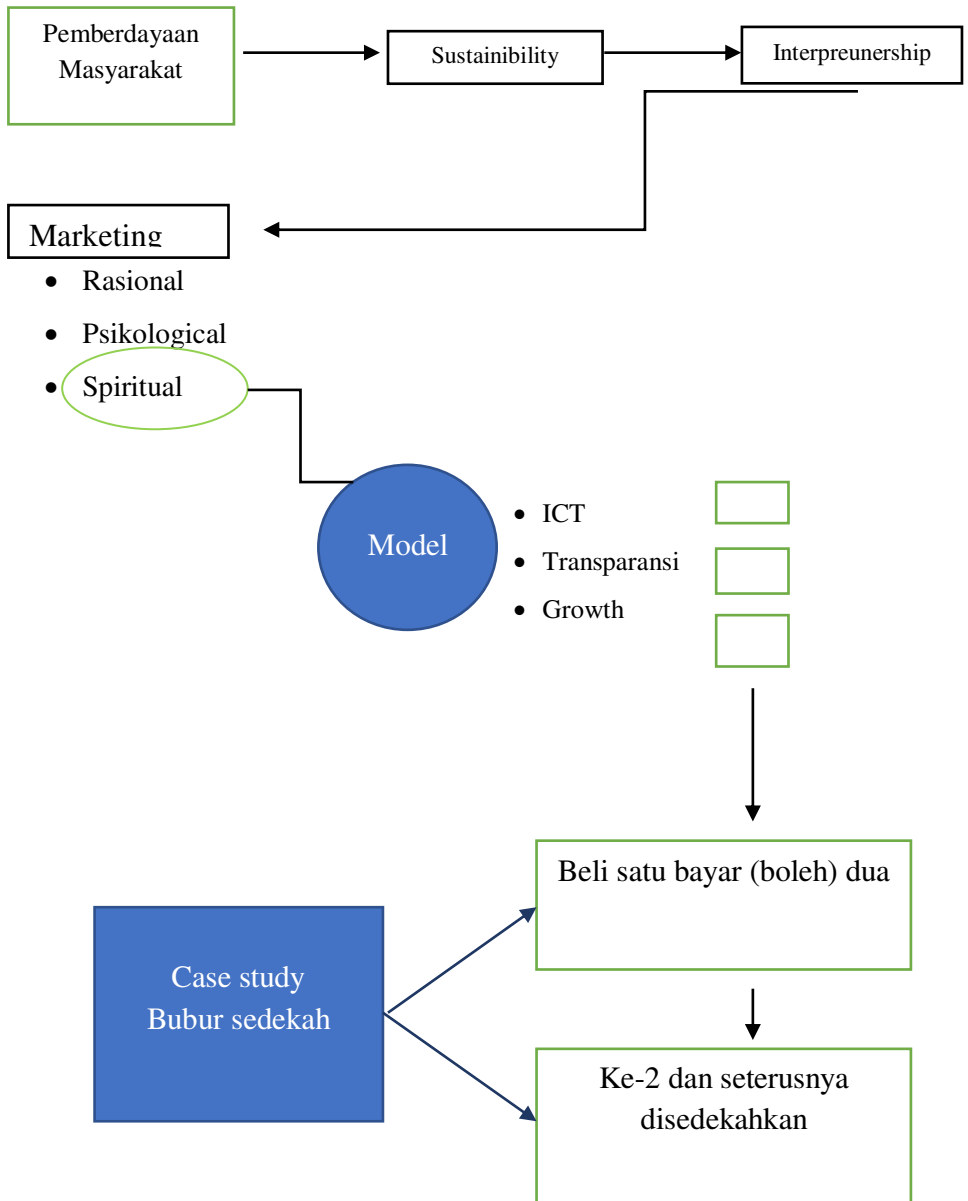 Pemberdayaan
Masyarakat
Sustainibility
Interpreunership
Marketing
• Rasional
• Psikological
• Spiritual
Model
• ICT
• Transparansi
• Growth
Beli satu bayar (boleh) dua
Case study
Bubur sedekah
Ke-2 dan seterusnya
disedekahkan